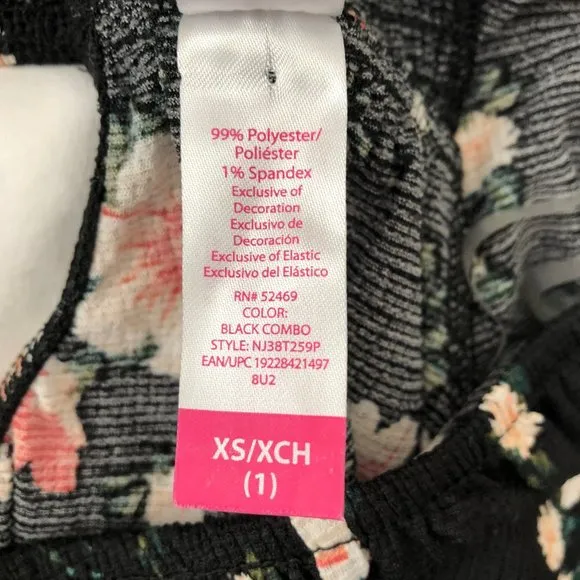 99% Polyester/
Poliéster
1% Spandex
Exclusive of
Decoration
Exclusivo de
Decoración
Exclusive of Elastic
Exclusivo del Elástico
RN# 52469
COLOR:
BLACK COMBO
STYLE: NJ38T259P
EAN/UPC 19228421497
8U2
XS/XCH
(1)